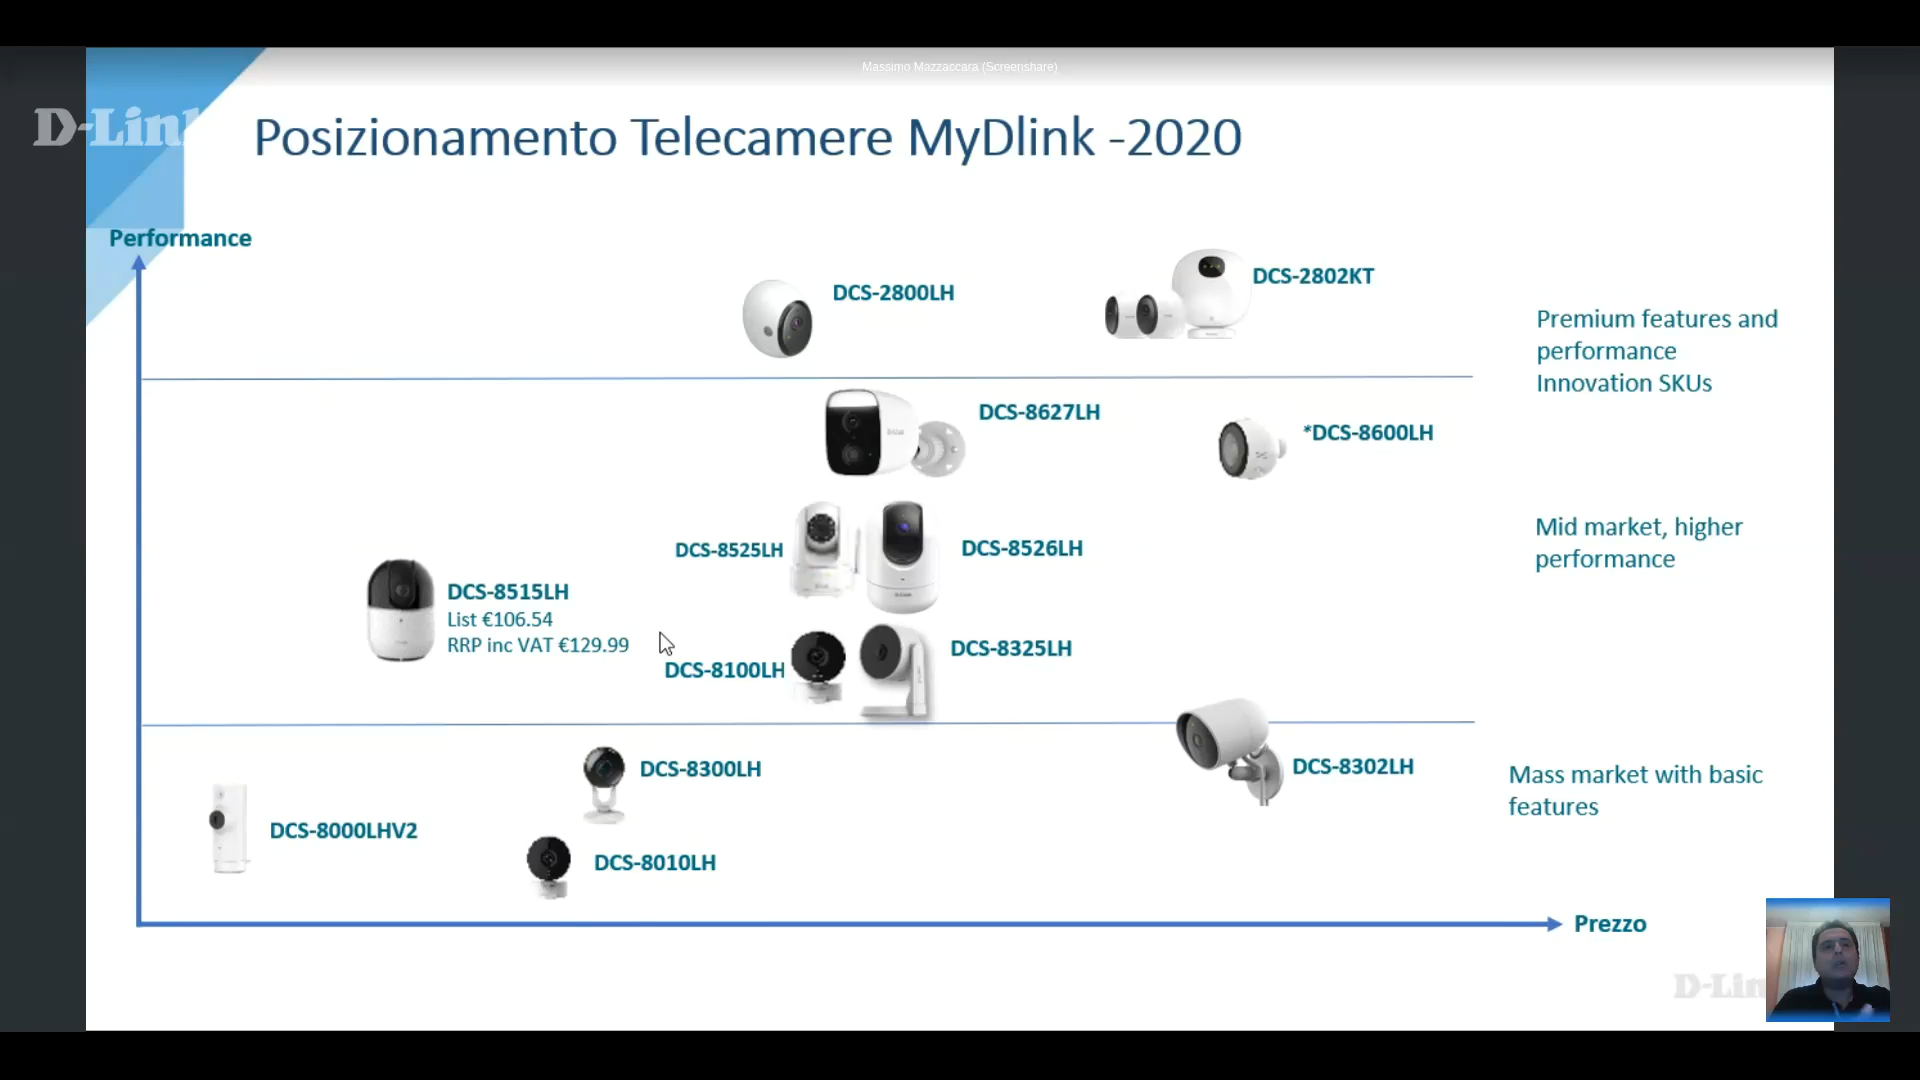 Massimo Mazzaccara (Screenshare)
D-Link
Posizionamento Telecamere MyDlink -2020
Performance
DCS-2800LH
DCS-2802KT
Premium features and
performance
Innovation SKUs
DCS-8627LH
*DCS-8600LH
DCS-8525LH
DCS-8526LH
Mid market, higher
performance
DCS-8515LH
List €106.54
RRP inc VAT €129.99
DCS-8100LH
DCS-8325LH
DCS-8300LH
DCS-8302LH
Mass market with basic
features
DCS-8000LHV2
DCS-8010LH
Prezzo
D-Lin